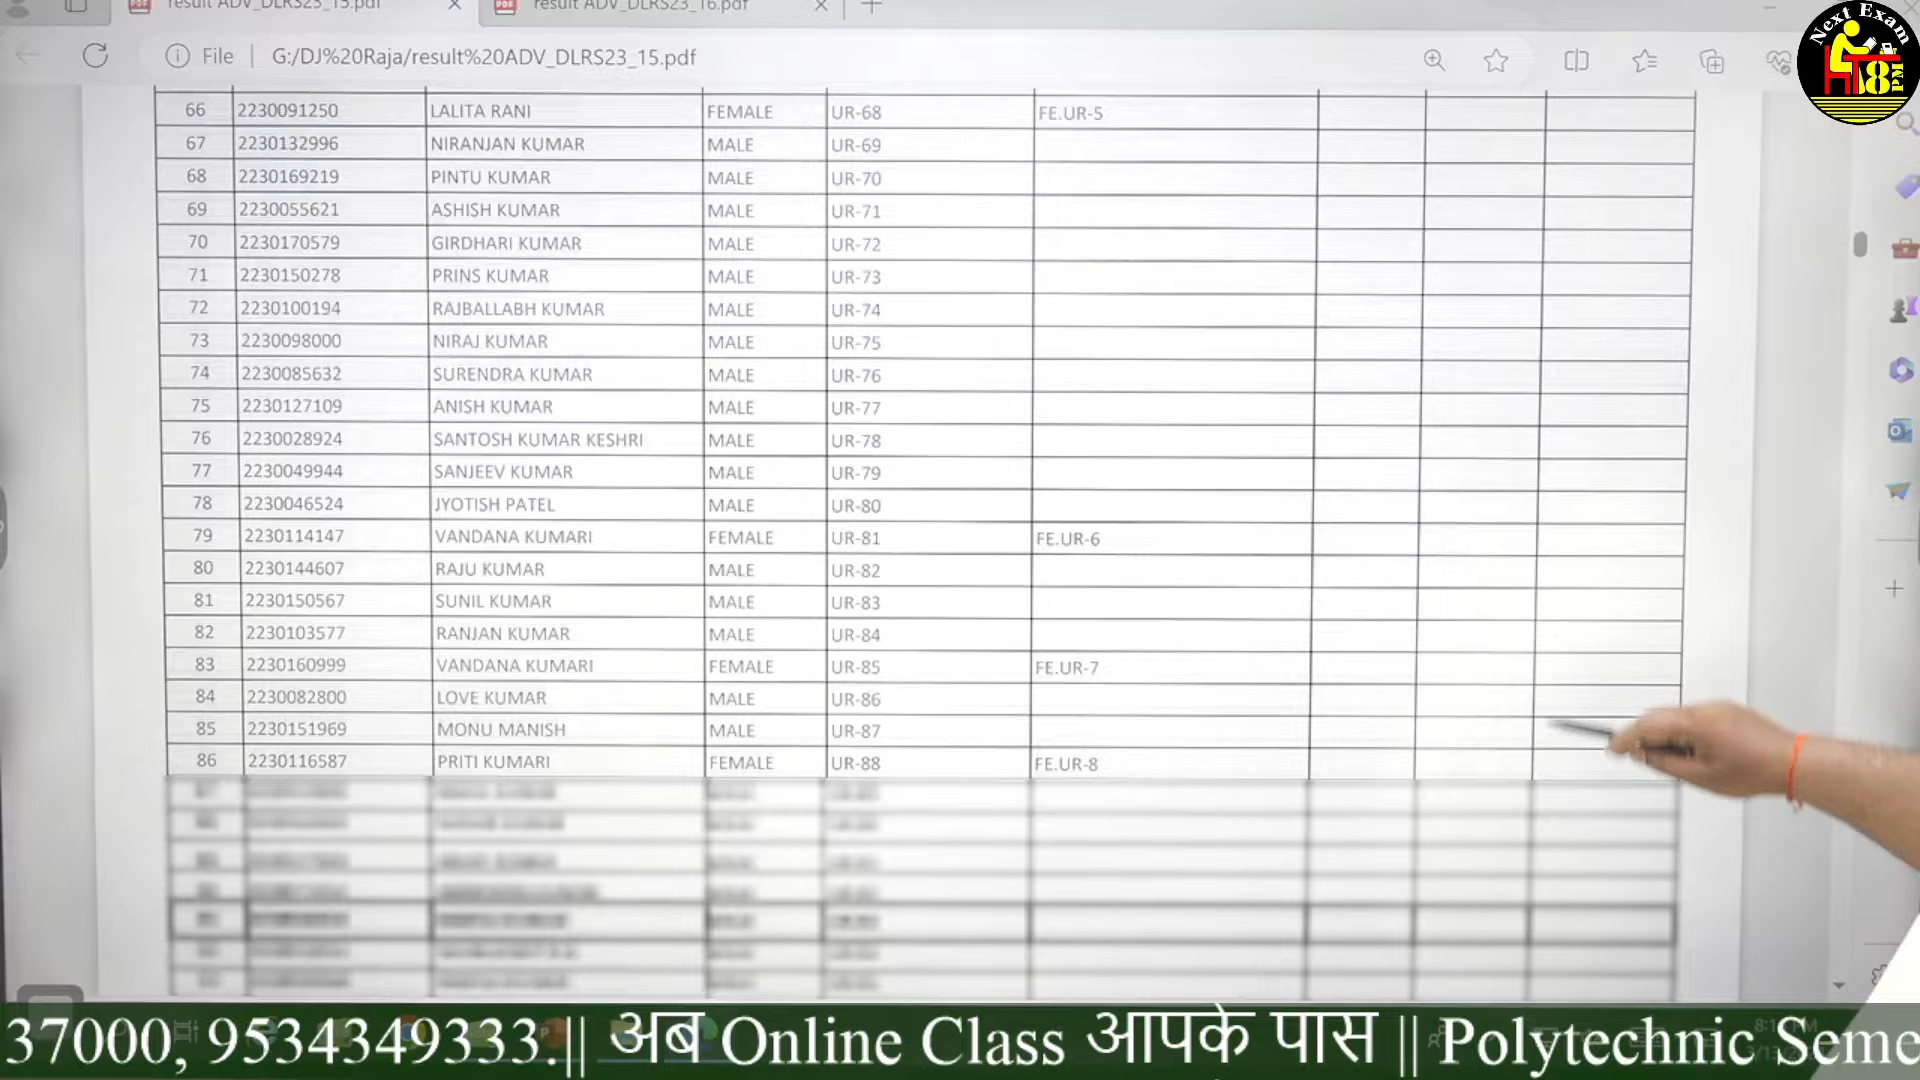 result ADV_DLRS23_15.pdf
result ADV_DLRS23_16.pdf
File G:/DJ%20Raja/result%20ADV_DLRS23_15.pdf
Next Exam
8 PM
66 2230091250 LALITA RANI FEMALE UR-68 FE.UR-5
67 2230132996 NIRANJAN KUMAR MALE UR-69
68 2230169219 PINTU KUMAR MALE UR-70
69 2230055621 ASHISH KUMAR MALE UR-71
70 2230170579 GIRDHARI KUMAR MALE UR-72
71 2230150278 PRINS KUMAR MALE UR-73
72 2230100194 RAJBALLABH KUMAR MALE UR-74
73 2230098000 NIRAJ KUMAR MALE UR-75
74 2230085632 SURENDRA KUMAR MALE UR-76
75 2230127109 ANISH KUMAR MALE UR-77
76 2230028924 SANTOSH KUMAR KESHRI MALE UR-78
77 2230049944 SANJEEV KUMAR MALE UR-79
78 2230046524 JYOTISH PATEL MALE UR-80
79 2230114147 VANDANA KUMARI FEMALE UR-81 FE.UR-6
80 2230144607 RAJU KUMAR MALE UR-82
81 2230150567 SUNIL KUMAR MALE UR-83
82 2230103577 RANJAN KUMAR MALE UR-84
83 2230160999 VANDANA KUMARI FEMALE UR-85 FE.UR-7
84 2230082800 LOVE KUMAR MALE UR-86
85 2230151969 MONU MANISH MALE UR-87
86 2230116587 PRITI KUMARI FEMALE UR-88 FE.UR-8
37000, 9534349333.|| अब Online Class आपके पास || Polytechnic Seme